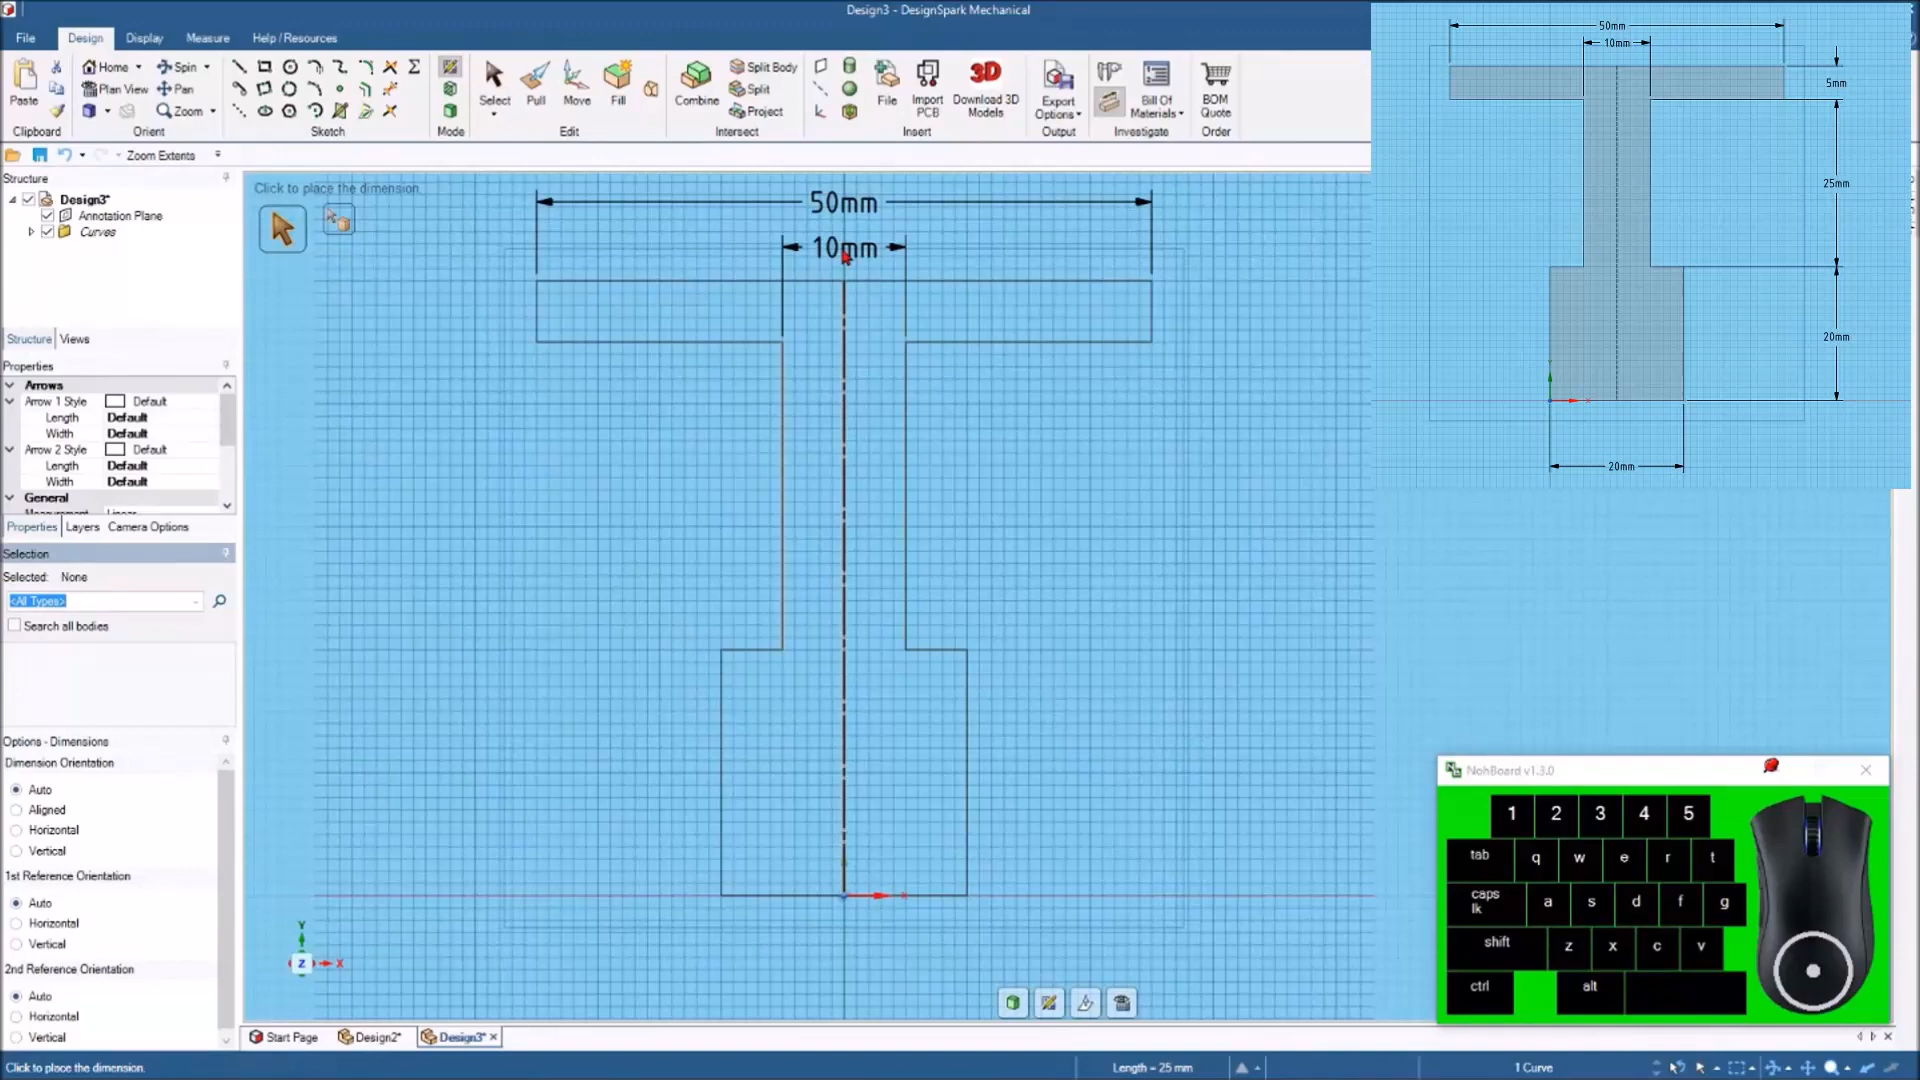 Design3 - DesignSpark Mechanical
File
Design
Display
Measure
Help / Resources
Paste
Home
Spin
Plan View
Pan
Zoom
Select
Pull
Move
Fill
Combine
Split Body
Split
Project
File
Import
PCB
Download 3D
Models
Export
Options
Bill Of
Materials
BOM
Quote
Clipboard
Orient
Sketch
Mode
Edit
Intersect
Insert
Output
Investigate
Order
Zoom Extents
Structure
Design3*
Annotation Plane
Curves
Structure
Views
Properties
Arrows
Arrow 1 Style
Default
Length
Default
Width
Default
Arrow 2 Style
Default
Length
Default
Width
Default
General
Properties
Layers
Camera Options
Selection
Selected: None
<All Types>
Search all bodies
Options - Dimensions
Dimension Orientation
Auto
Aligned
Horizontal
Vertical
1st Reference Orientation
Auto
Horizontal
Vertical
2nd Reference Orientation
Auto
Horizontal
Vertical
Click to place the dimension.
50mm
10mm
Y
Z
X
50mm
10mm
5mm
25mm
20mm
20mm
NohBoard v1.3.0
1 2 3 4 5
tab q w e r t
caps
lk
a s d f g
shift z x c v
ctrl alt
Start Page
Design2*
Design3*
Click to place the dimension.
Length = 25 mm
1 Curve